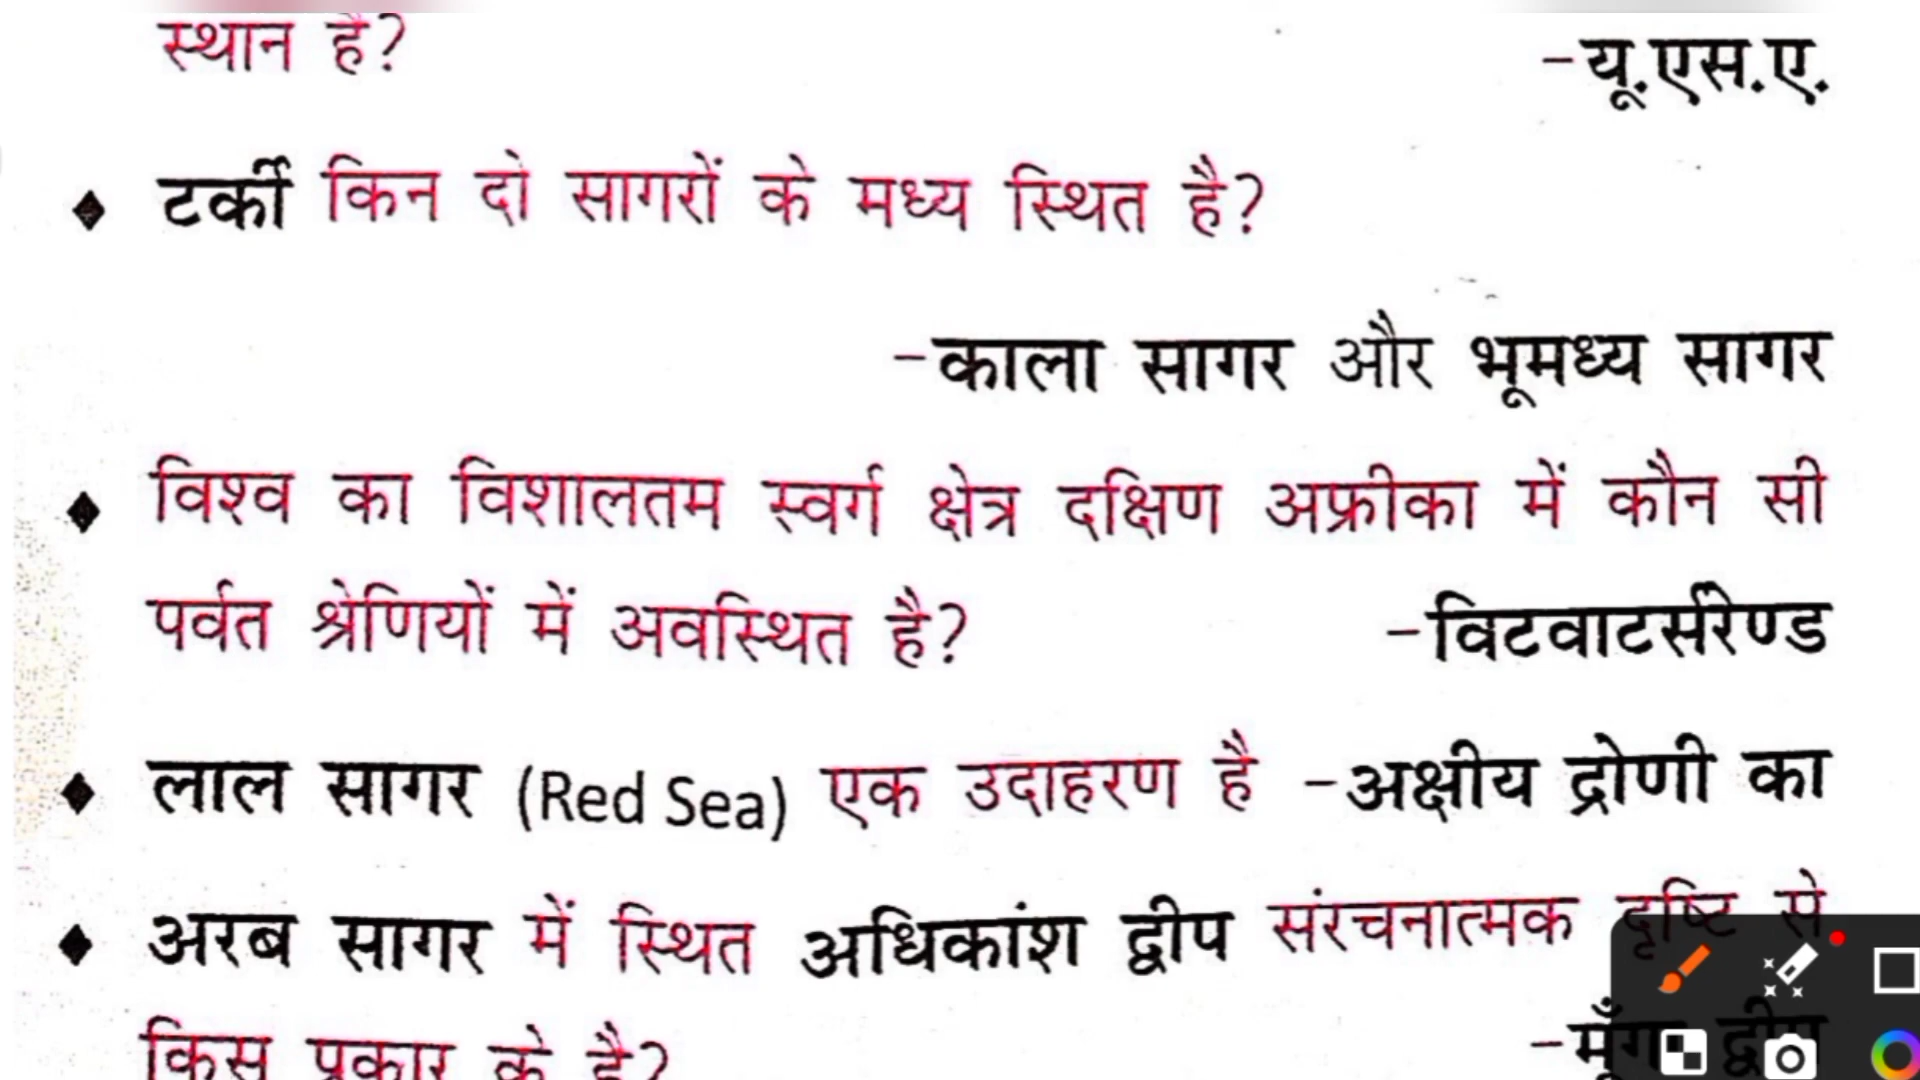 स्थान है?
-यू.एस.ए.
♦ टर्की किन दो सागरों के मध्य स्थित है?
-काला सागर और भूमध्य सागर
♦ विश्व का विशालतम स्वर्ग क्षेत्र दक्षिण अफ्रीका में कौन सी
पर्वत श्रेणियों में अवस्थित है? -विटवाटर्सरेण्ड
♦ लाल सागर (Red Sea) एक उदाहरण है -अक्षीय द्रोणी का
♦ अरब सागर में स्थित अधिकांश द्वीप संरचनात्मक दृष्टि से
किस प्रकार के है? -मूँगा द्वीप